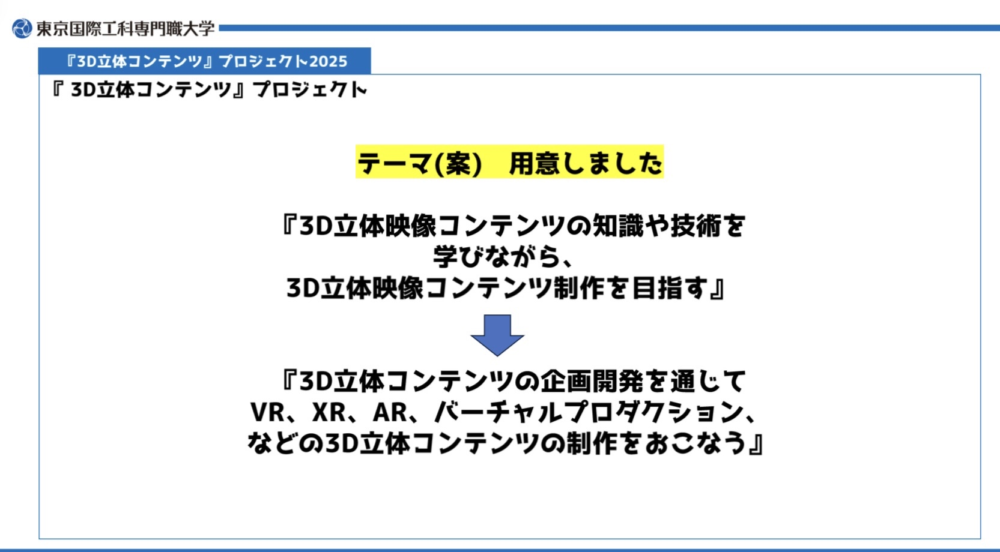 東京国際工科専門職大学
『3D立体コンテンツ』プロジェクト2025
『 3D立体コンテンツ』プロジェクト
テーマ(案)　用意しました
『3D立体映像コンテンツの知識や技術を
学びながら、
3D立体映像コンテンツ制作を目指す』
『3D立体コンテンツの企画開発を通じて
VR、XR、AR、バーチャルプロダクション、
などの3D立体コンテンツの制作をおこなう』